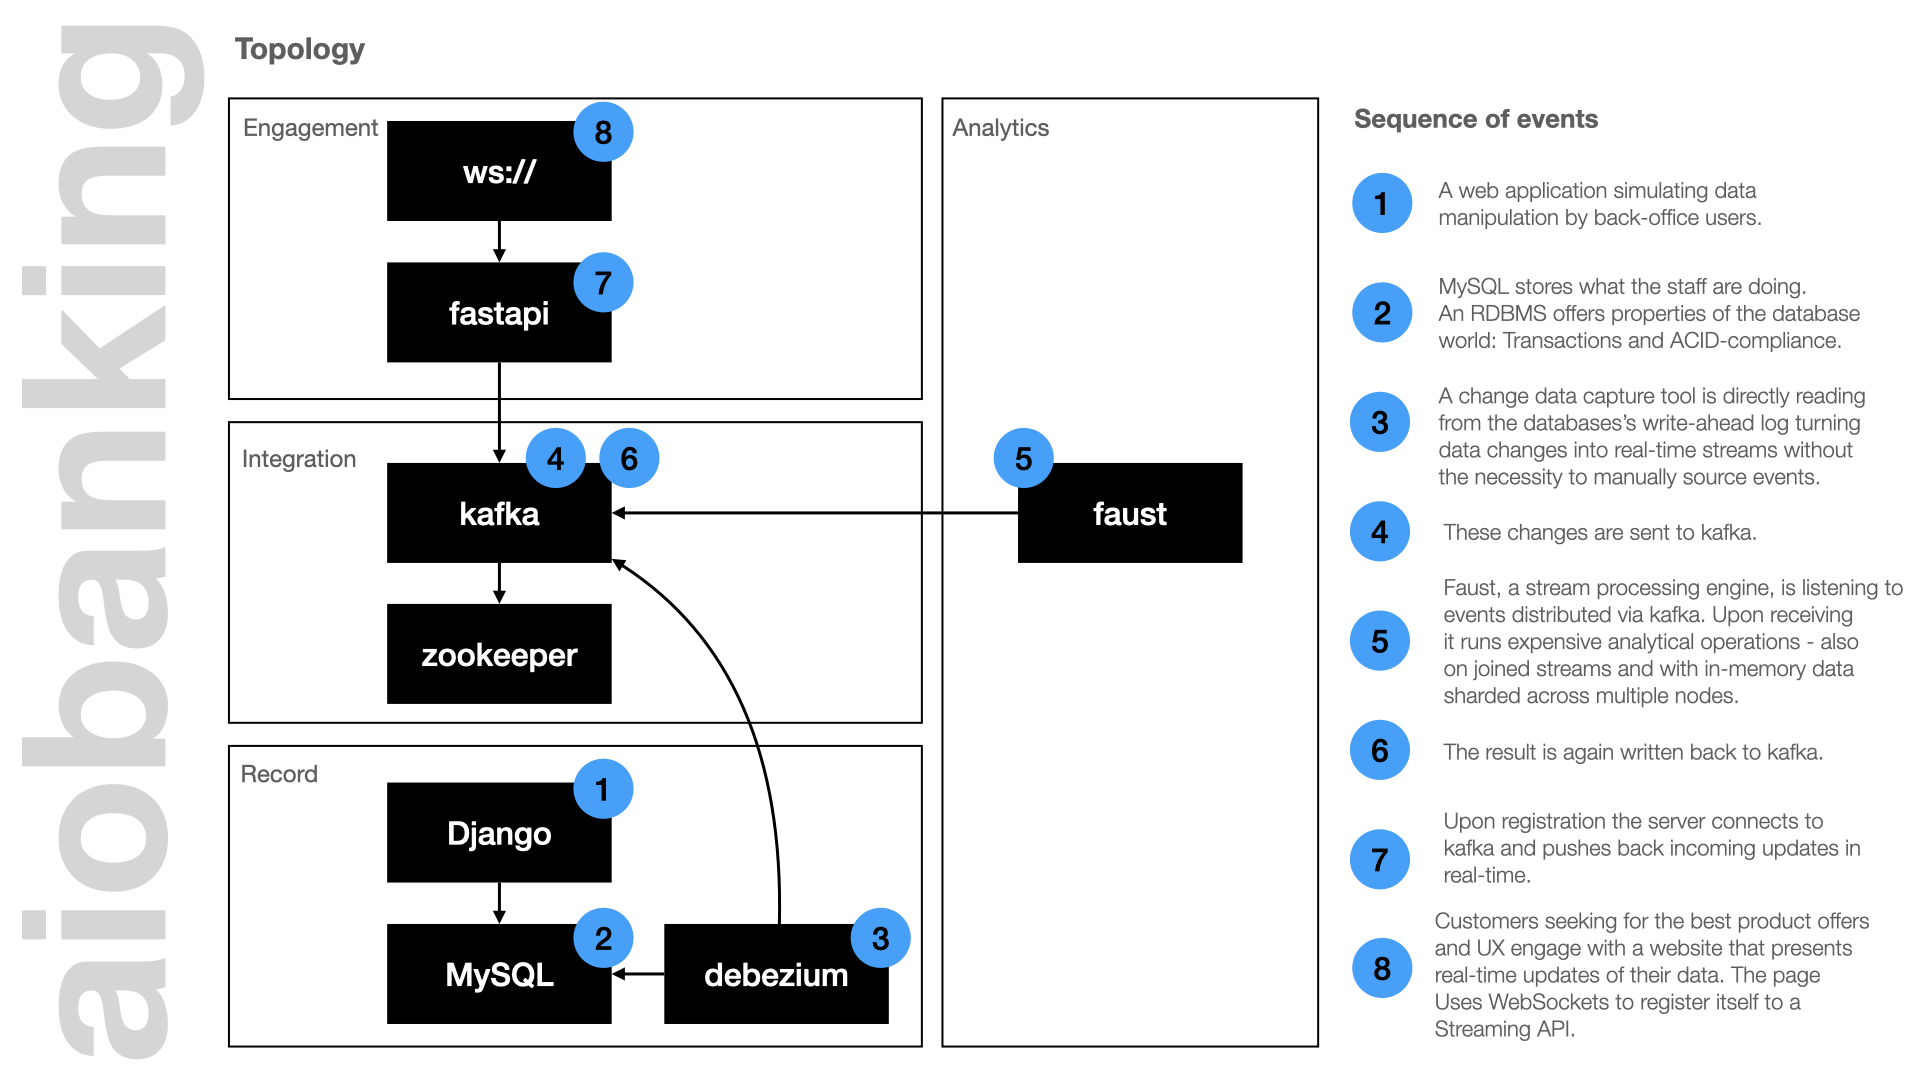 aiobanking
Topology
Engagement
ws://
8
fastapi
7
Integration
kafka
4
6
zookeeper
Record
Django
1
MySQL
2
debezium
3
Analytics
faust
5
Sequence of events
1
A web application simulating data
manipulation by back-office users.
2
MySQL stores what the staff are doing.
An RDBMS offers properties of the database
world: Transactions and ACID-compliance.
3
A change data capture tool is directly reading
from the databases’s write-ahead log turning
data changes into real-time streams without
the necessity to manually source events.
4
These changes are sent to kafka.
5
Faust, a stream processing engine, is listening to
events distributed via kafka. Upon receiving
it runs expensive analytical operations - also
on joined streams and with in-memory data
sharded across multiple nodes.
6
The result is again written back to kafka.
7
Upon registration the server connects to
kafka and pushes back incoming updates in
real-time.
8
Customers seeking for the best product offers
and UX engage with a website that presents
real-time updates of their data. The page
Uses WebSockets to register itself to a
Streaming API.